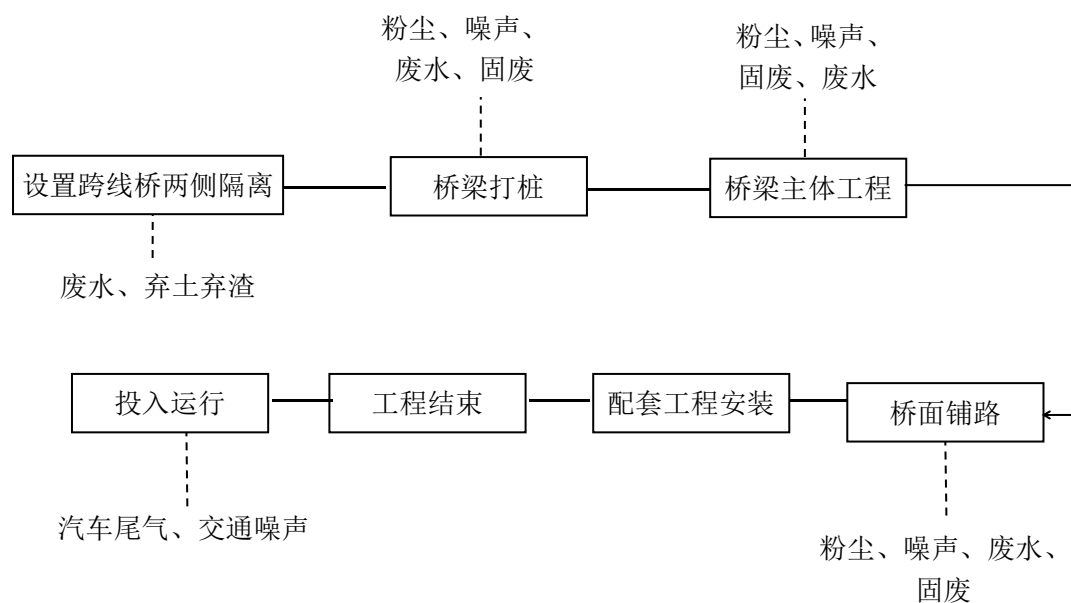 粉尘、噪声、
废水、固废
粉尘、噪声、
固废、废水
设置跨线桥两侧隔离
桥梁打桩
桥梁主体工程
废水、弃土弃渣
投入运行
工程结束
配套工程安装
桥面铺路
汽车尾气、交通噪声
粉尘、噪声、废水、
固废